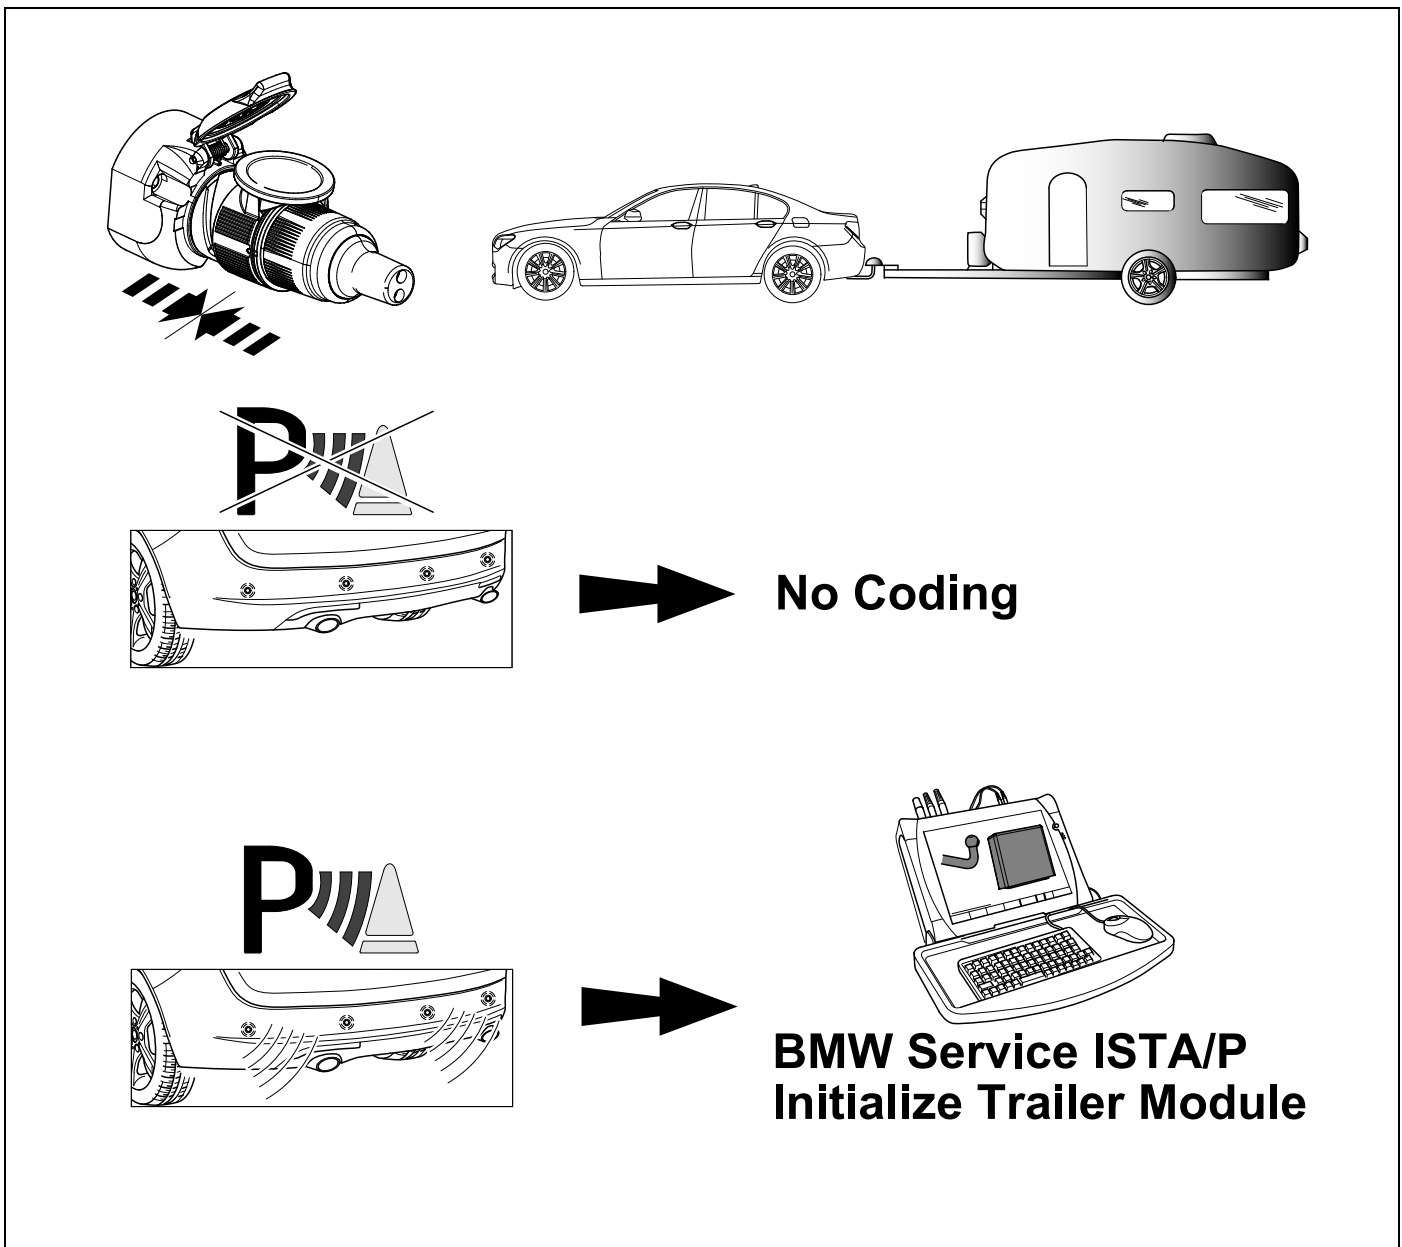 P
No Coding
P
BMW Service ISTA/P
Initialize Trailer Module